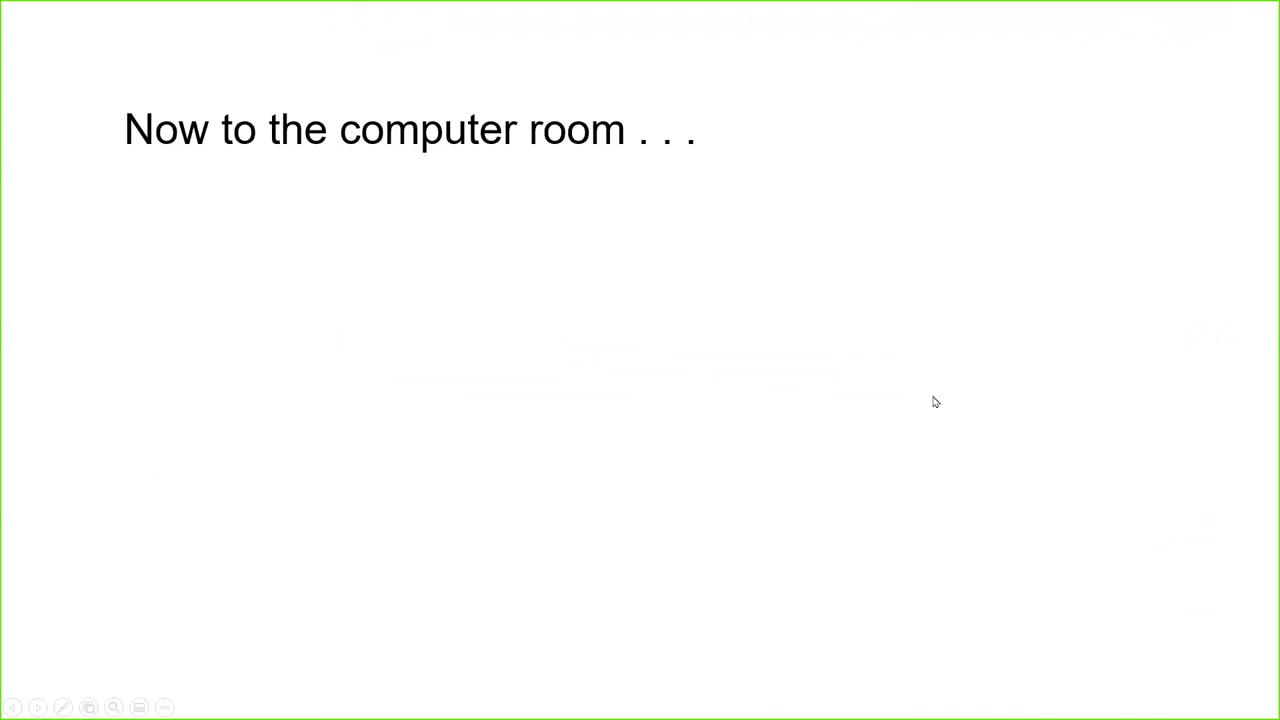 Now to the computer room . . .